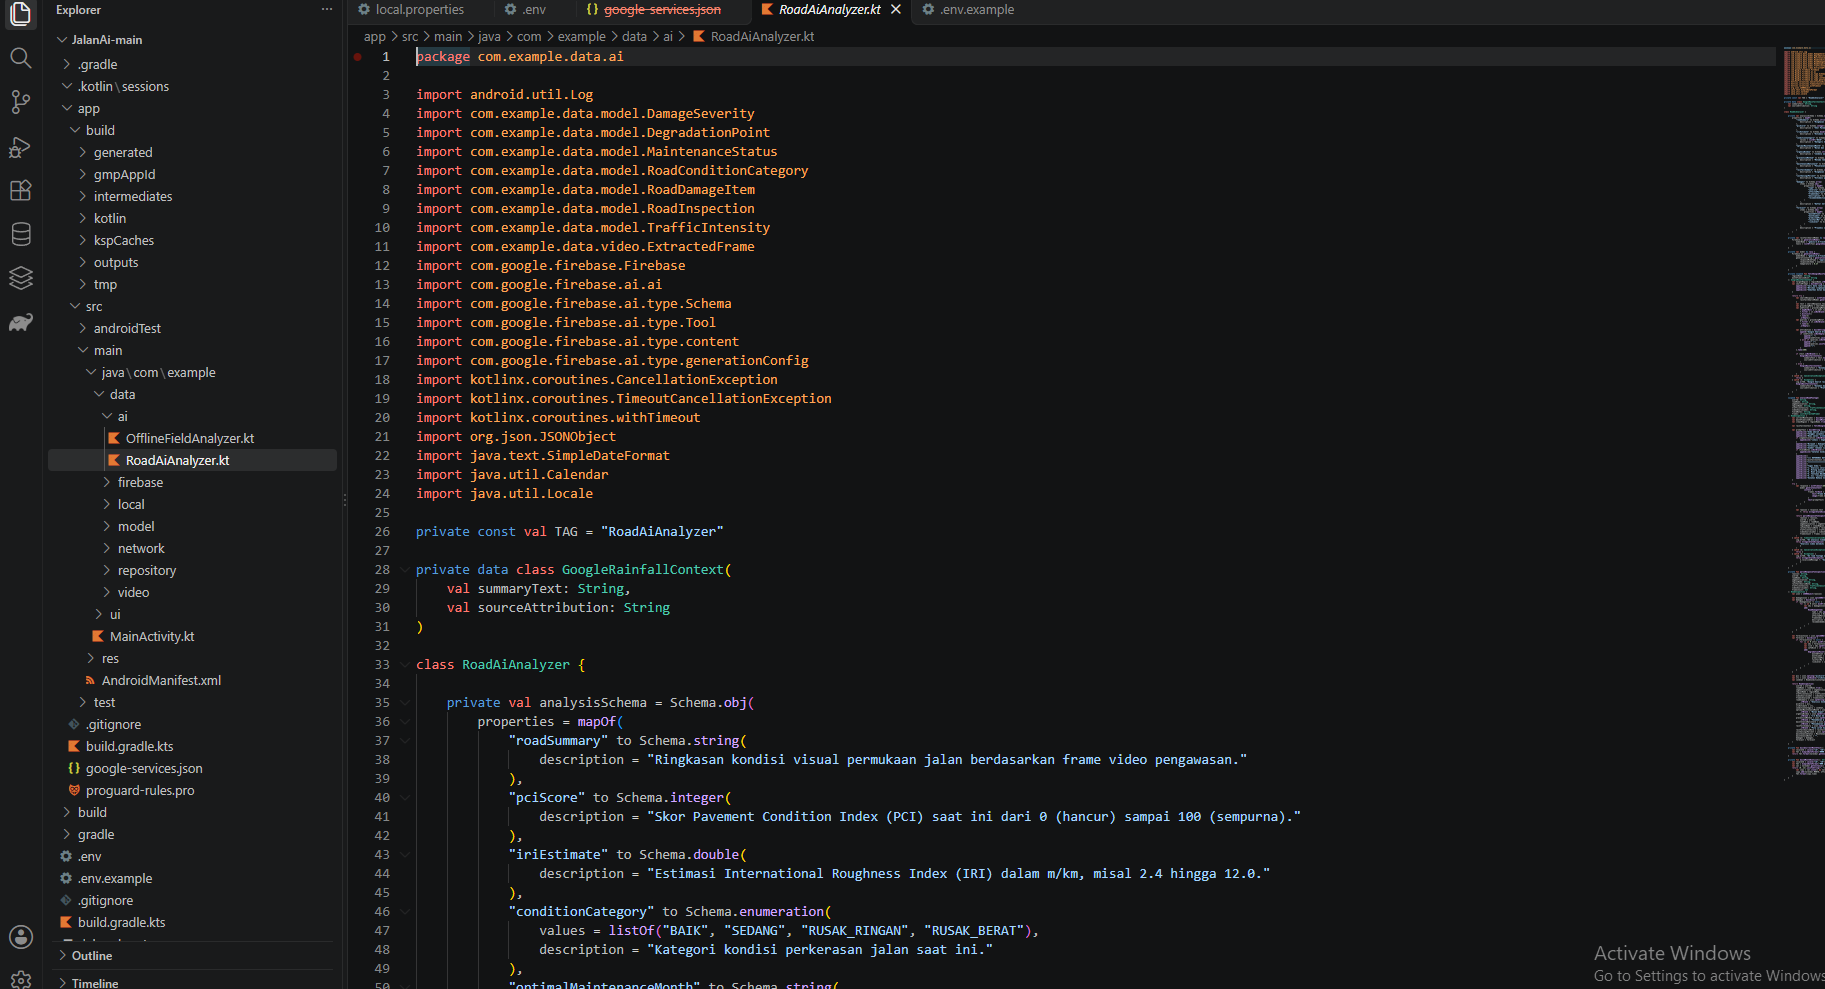 Explorer
JalanAi-main
.gradle
.kotlin\sessions
app
build
generated
gmpAppId
intermediates
kotlin
kspCaches
outputs
tmp
src
androidTest
main
java\com\example
data
ai
OfflineFieldAnalyzer.kt
RoadAiAnalyzer.kt
firebase
local
model
network
repository
video
ui
MainActivity.kt
res
AndroidManifest.xml
test
.gitignore
build.gradle.kts
google-services.json
proguard-rules.pro
build
gradle
.env
.env.example
.gitignore
build.gradle.kts
Outline
Timeline
local.properties
.env
google-services.json
RoadAiAnalyzer.kt
.env.example
app > src > main > java > com > example > data > ai > RoadAiAnalyzer.kt
1 package com.example.data.ai
2
3 import android.util.Log
4 import com.example.data.model.DamageSeverity
5 import com.example.data.model.DegradationPoint
6 import com.example.data.model.MaintenanceStatus
7 import com.example.data.model.RoadConditionCategory
8 import com.example.data.model.RoadDamageItem
9 import com.example.data.model.RoadInspection
10 import com.example.data.model.TrafficIntensity
11 import com.example.data.video.ExtractedFrame
12 import com.google.firebase.Firebase
13 import com.google.firebase.ai.ai
14 import com.google.firebase.ai.type.Schema
15 import com.google.firebase.ai.type.Tool
16 import com.google.firebase.ai.type.content
17 import com.google.firebase.ai.type.generationConfig
18 import kotlinx.coroutines.CancellationException
19 import kotlinx.coroutines.TimeoutCancellationException
20 import kotlinx.coroutines.withTimeout
21 import org.json.JSONObject
22 import java.text.SimpleDateFormat
23 import java.util.Calendar
24 import java.util.Locale
25
26 private const val TAG = "RoadAiAnalyzer"
27
28 private data class GoogleRainfallContext(
29 val summaryText: String,
30 val sourceAttribution: String
31 )
32
33 class RoadAiAnalyzer {
34
35 private val analysisSchema = Schema.obj(
36 properties = mapOf(
37 "roadSummary" to Schema.string(
38 description = "Ringkasan kondisi visual permukaan jalan berdasarkan frame video pengawasan."
39 ),
40 "pciScore" to Schema.integer(
41 description = "Skor Pavement Condition Index (PCI) saat ini dari 0 (hancur) sampai 100 (sempurna)."
42 ),
43 "iriEstimate" to Schema.double(
44 description = "Estimasi International Roughness Index (IRI) dalam m/km, misal 2.4 hingga 12.0."
45 ),
46 "conditionCategory" to Schema.enumeration(
47 values = listOf("BAIK", "SEDANG", "RUSAK_RINGAN", "RUSAK_BERAT"),
48 description = "Kategori kondisi perkerasan jalan saat ini."
49 ),
50 "optimalMaintenanceMonth" to Schema.string(
Activate Windows
Go to Settings to activate Windows